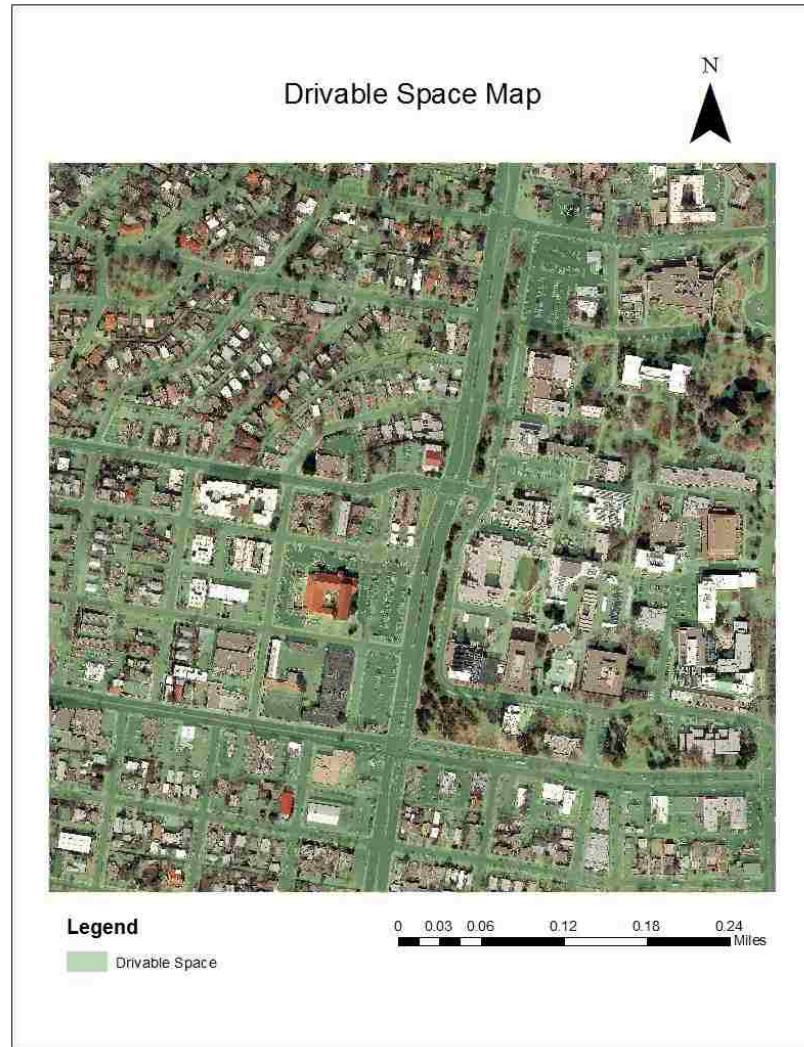 N
Drivable Space Map
Legend
Drivable Space
0 0.03 0.06 0.12 0.18 0.24
Miles